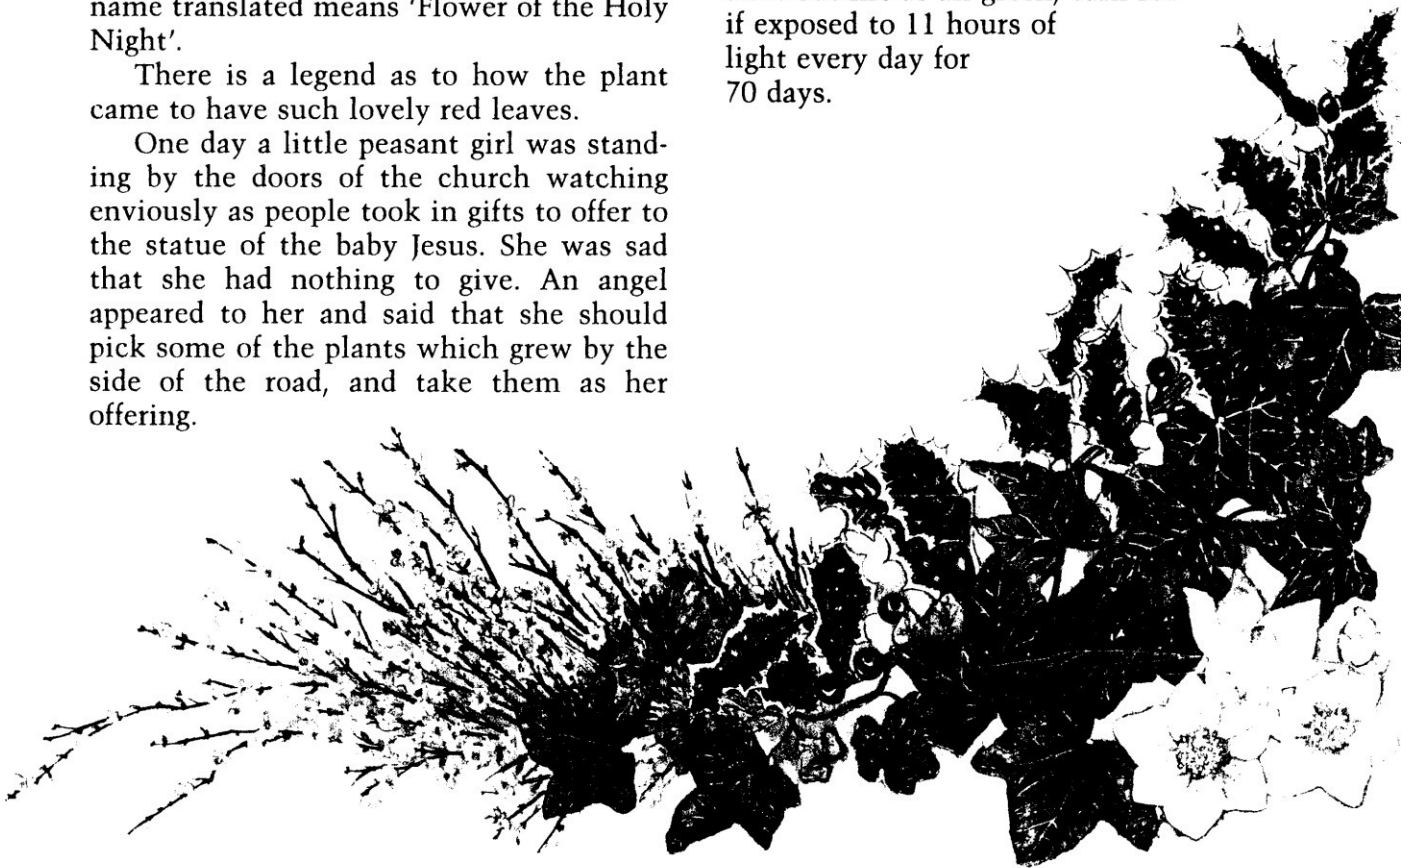 name translated means 'Flower of the Holy
Night'.
There is a legend as to how the plant
came to have such lovely red leaves.
One day a little peasant girl was stand-
ing by the doors of the church watching
enviously as people took in gifts to offer to
the statue of the baby Jesus. She was sad
that she had nothing to give. An angel
appeared to her and said that she should
pick some of the plants which grew by the
side of the road, and take them as her
offering.
if exposed to 11 hours of
light every day for
70 days.